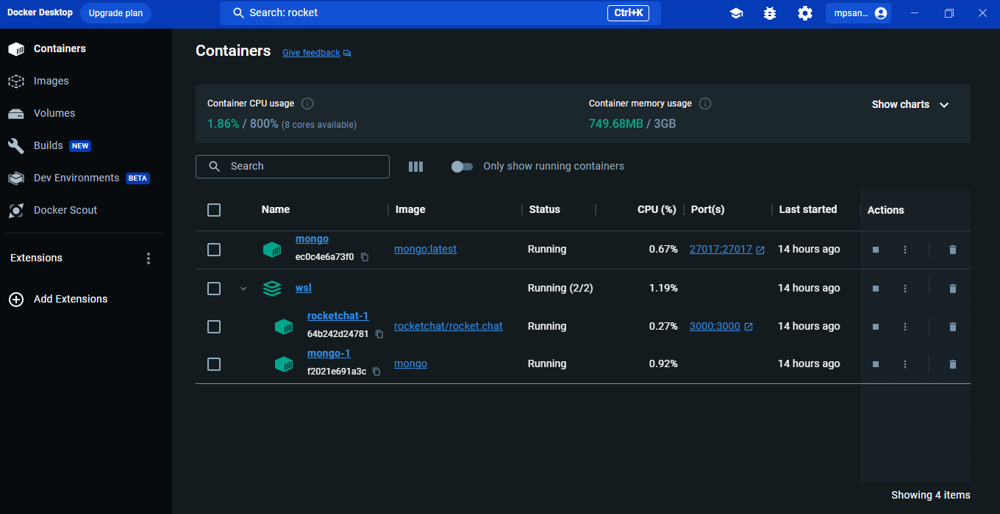 Docker Desktop Upgrade plan Search: rocket Ctrl+K mpsan...
Containers
Images
Volumes
Builds NEW
Dev Environments BETA
Docker Scout
Extensions
Add Extensions
Containers Give feedback
Container CPU usage
1.86% / 800% (8 cores available)
Container memory usage
749.68MB / 3GB
Show charts
Search
Only show running containers
Name Image Status CPU (%) Port(s) Last started Actions
mongo
ec0c4e6a73f0
mongo:latest Running 0.67% 27017:27017 14 hours ago
wsl Running (2/2) 1.19% 14 hours ago
rocketchat-1
64b242d24781
rocketchat/rocket.chat Running 0.27% 3000:3000 14 hours ago
mongo-1
f2021e691a3c
mongo Running 0.92% 14 hours ago
Showing 4 items